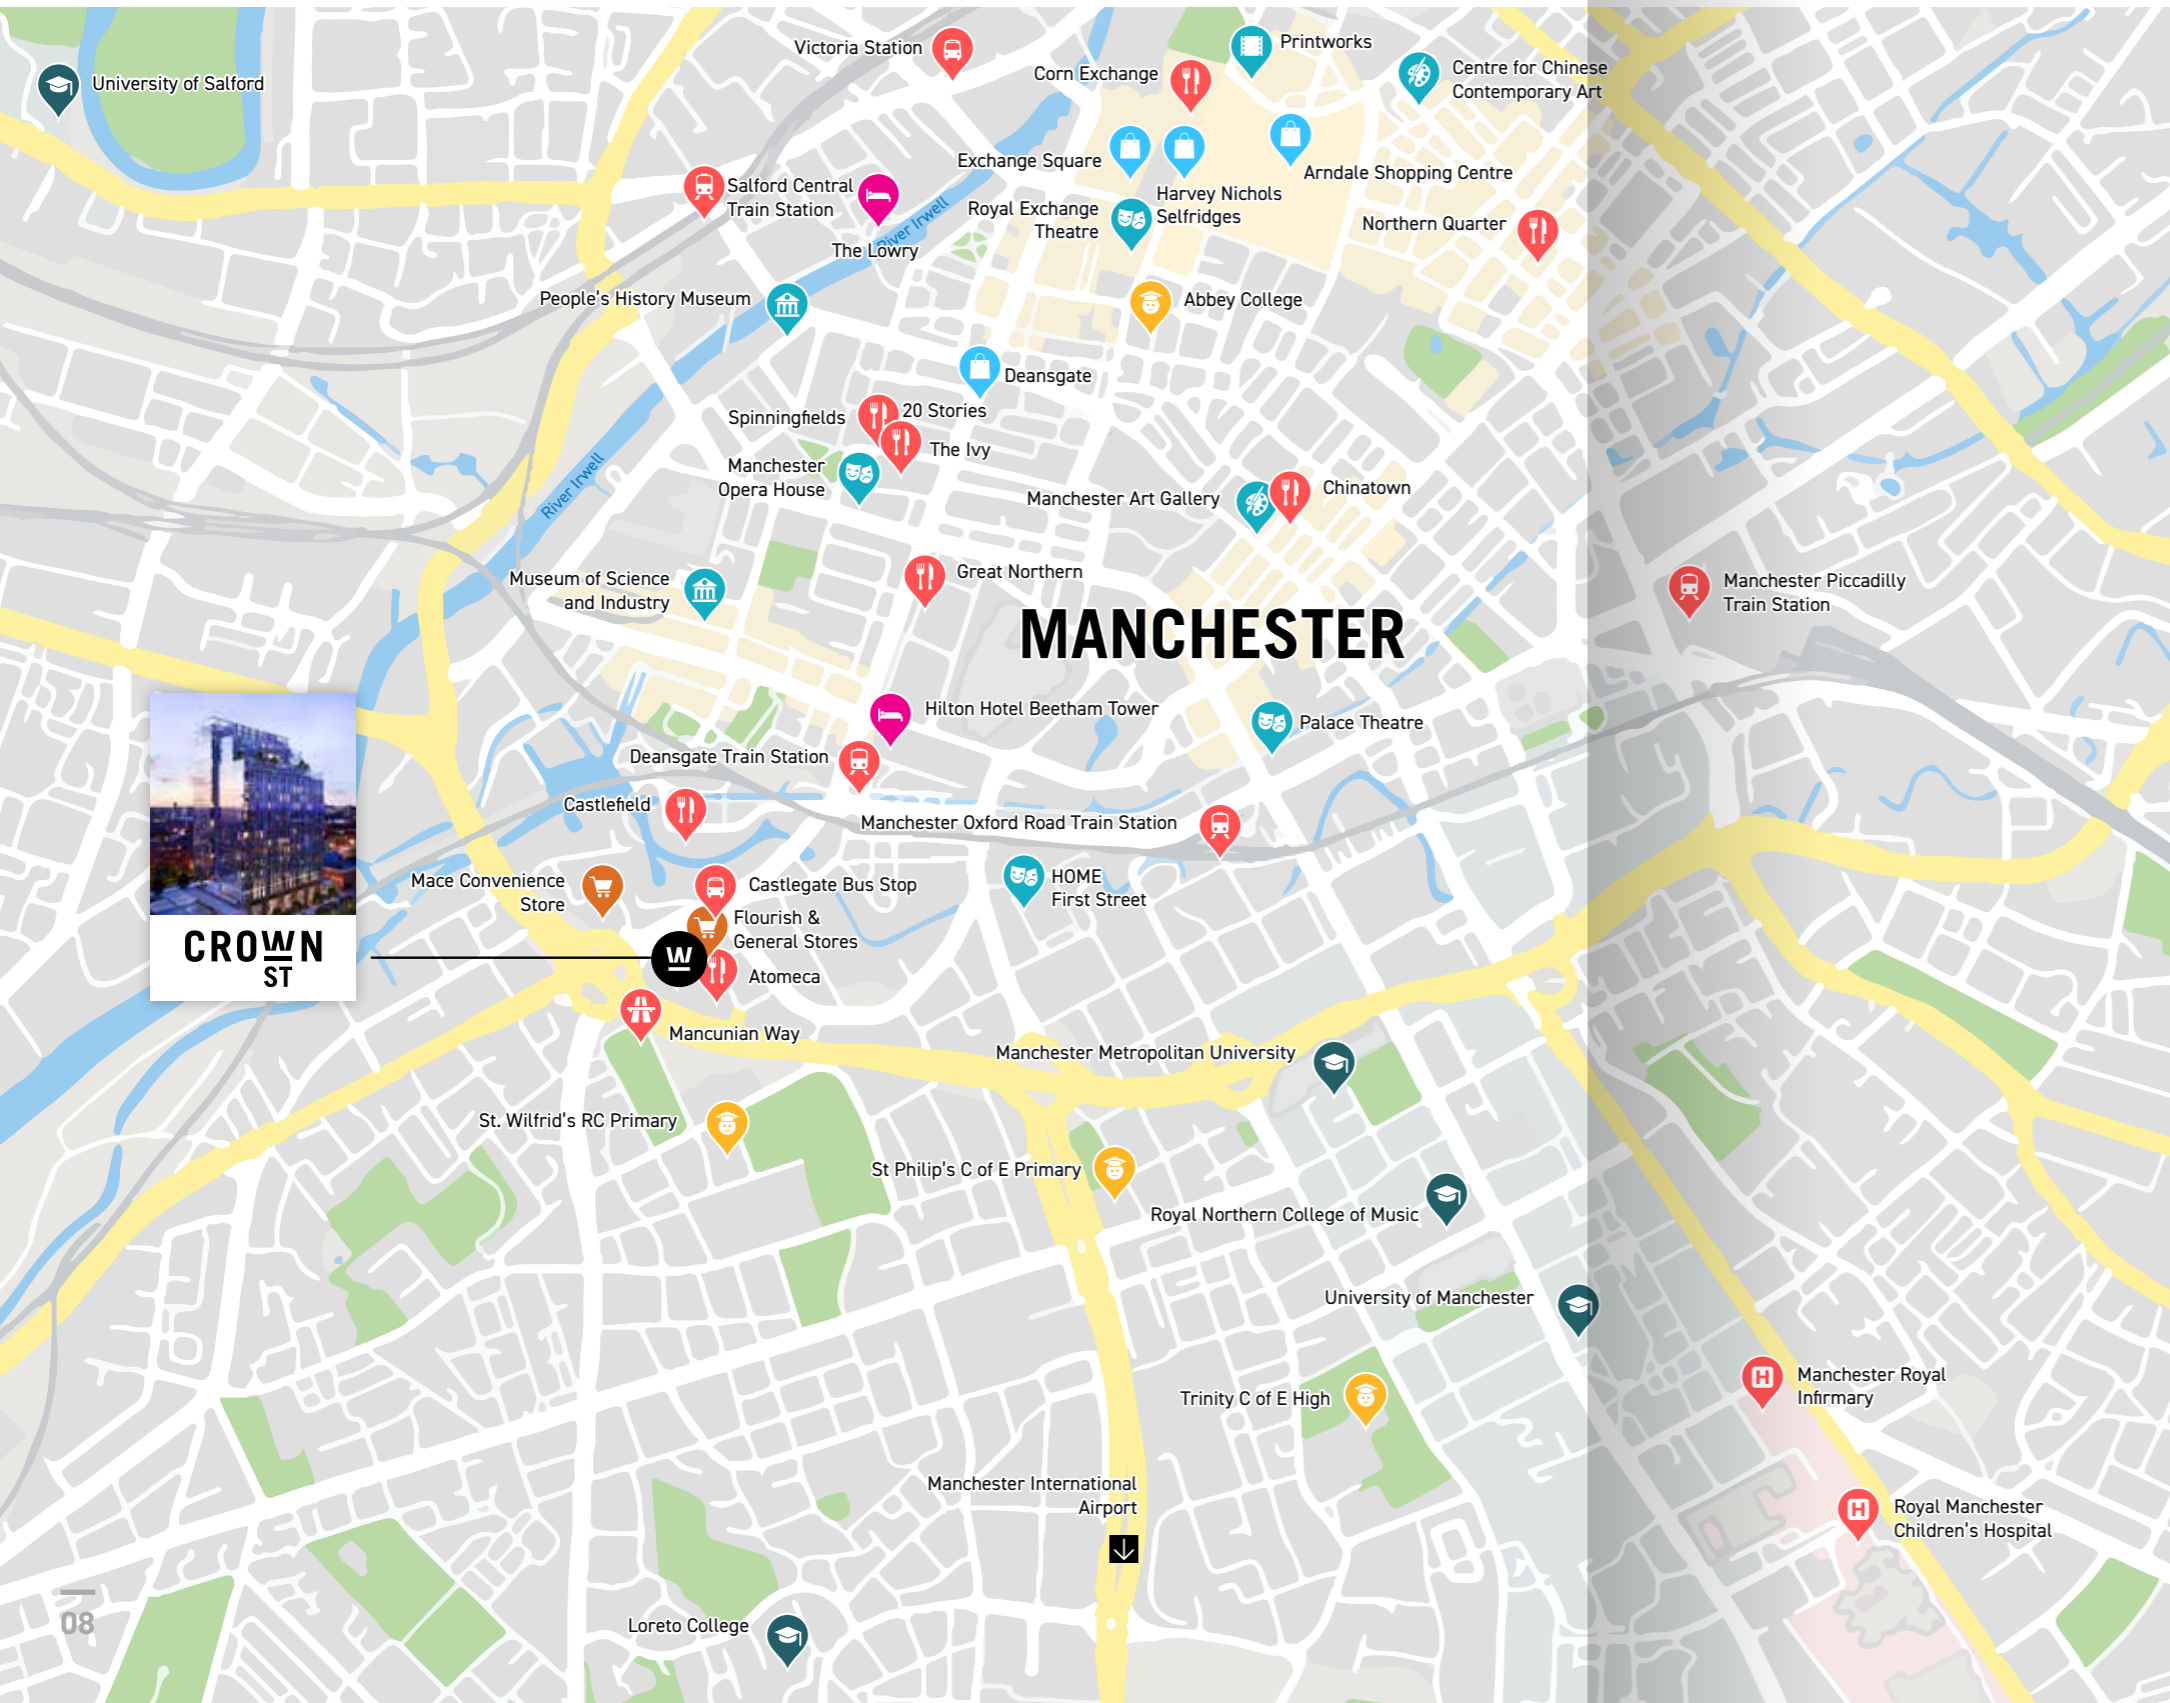 Victoria Station
Printworks
Corn Exchange
Centre for Chinese
Contemporary Art
University of Salford
Exchange Square
Arndale Shopping Centre
Salford Central
Train Station
Harvey Nichols
Selfridges
Royal Exchange
Theatre
Northern Quarter
River Irwell
The Lowry
People's History Museum
Abbey College
Deansgate
Spinningfields
20 Stories
The Ivy
Manchester
Opera House
River Irwell
Manchester Art Gallery
Chinatown
Museum of Science
and Industry
Great Northern
Manchester Piccadilly
Train Station
MANCHESTER
Hilton Hotel Beetham Tower
Palace Theatre
Deansgate Train Station
Castlefield
Manchester Oxford Road Train Station
Mace Convenience
Store
Castlegate Bus Stop
HOME
First Street
Flourish &
General Stores
CROWN
ST
W
Atomeca
Mancunian Way
Manchester Metropolitan University
St. Wilfrid's RC Primary
St Philip's C of E Primary
Royal Northern College of Music
University of Manchester
Manchester Royal
Infirmary
H
Trinity C of E High
Manchester International
Airport
Royal Manchester
Children's Hospital
H
Loreto College
08